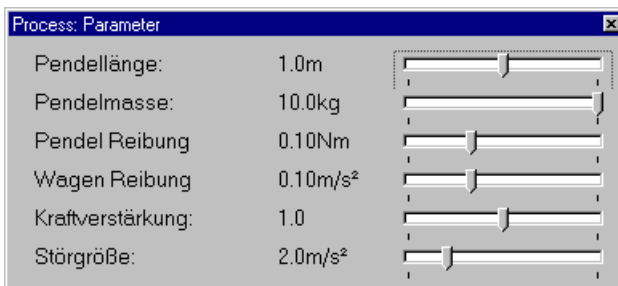 Process: Parameter
Pendellänge: 1.0m
Pendelmasse: 10.0kg
Pendel Reibung 0.10Nm
Wagen Reibung 0.10m/s²
Kraftverstärkung: 1.0
Störgröße: 2.0m/s²